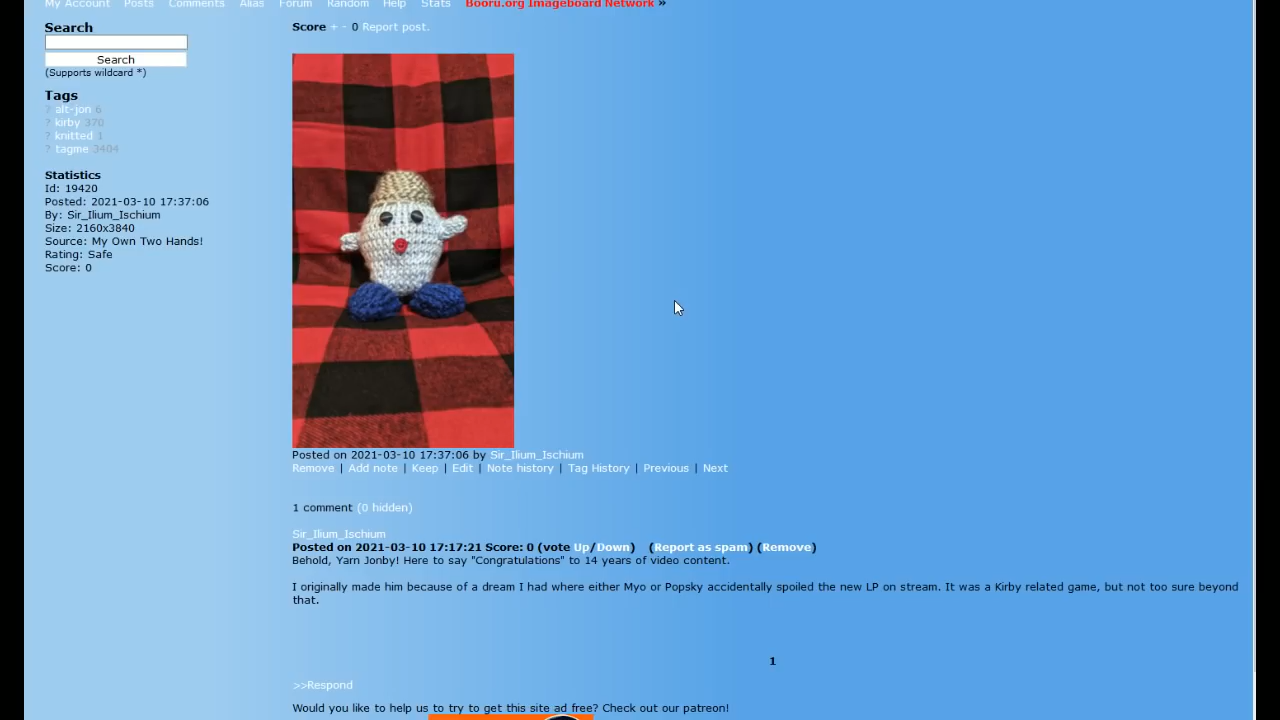 My Account Posts Comments Alias Forum Random Help Stats Booru.org Imageboard Network »
Search
Score + - 0 Report post.
Search
(Supports wildcard *)
Tags
? alt-jon 6
? kirby 370
? knitted 1
? tagme 3404
Statistics
Id: 19420
Posted: 2021-03-10 17:37:06
By: Sir_Ilium_Ischium
Size: 2160x3840
Source: My Own Two Hands!
Rating: Safe
Score: 0
Posted on 2021-03-10 17:37:06 by Sir_Ilium_Ischium
Remove | Add note | Keep | Edit | Note history | Tag History | Previous | Next
1 comment (0 hidden)
Sir_Ilium_Ischium
Posted on 2021-03-10 17:17:21 Score: 0 (vote Up/Down) (Report as spam) (Remove)
Behold, Yarn Jonby! Here to say "Congratulations" to 14 years of video content.
I originally made him because of a dream I had where either Myo or Popsky accidentally spoiled the new LP on stream. It was a Kirby related game, but not too sure beyond
that.
1
>>Respond
Would you like to help us to try to get this site ad free? Check out our patreon!